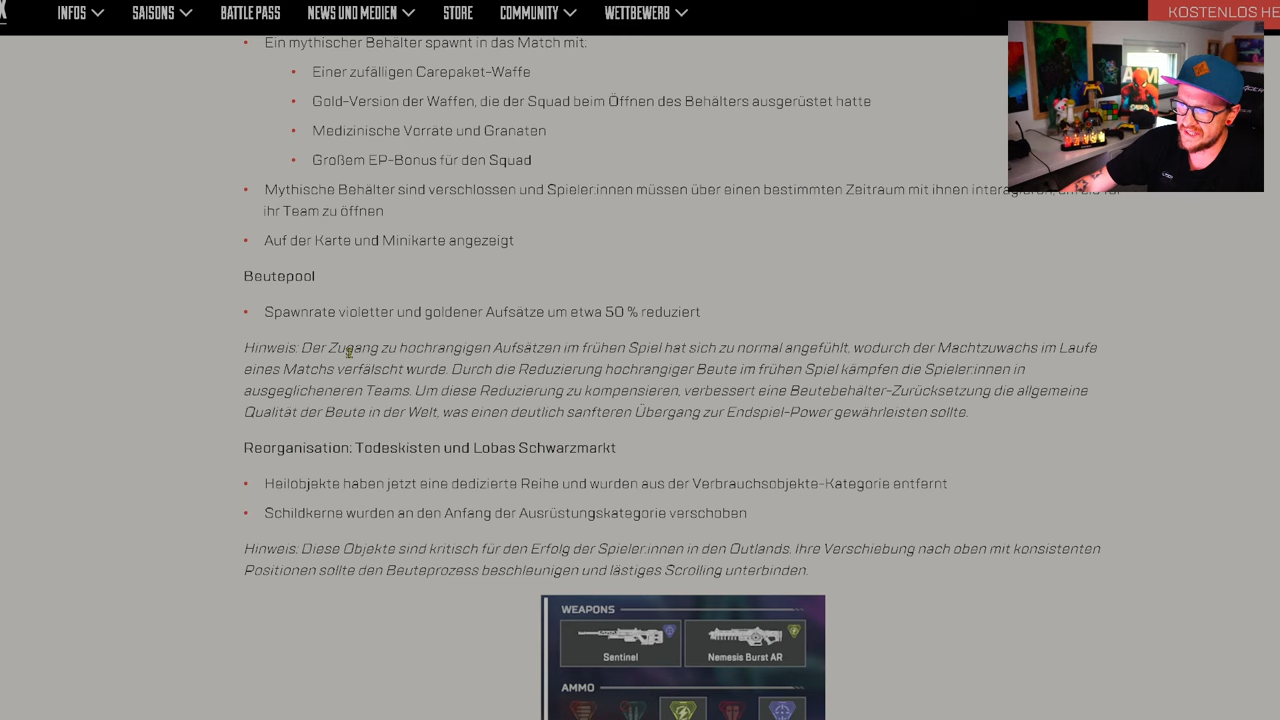 X INFOS SAISONS BATTLE PASS NEWS UND MEDIEN STORE COMMUNITY WETTBEWERB KOSTENLOS HE
Ein mythischer Behälter spawnt in das Match mit:
Einer zufälligen Carepaket-Waffe
Gold-Version der Waffen, die der Squad beim Öffnen des Behälters ausgerüstet hatte
Medizinische Vorräte und Granaten
Großem EP-Bonus für den Squad
Mythische Behälter sind verschlossen und Spieler:innen müssen über einen bestimmten Zeitraum mit ihnen
ihr Team zu öffnen
Auf der Karte und Minikarte angezeigt
Beutepool
Spawnrate violetter und goldener Aufsätze um etwa 50 % reduziert
Hinweis: Der Zugang zu hochrangigen Aufsätzen im frühen Spiel hat sich zu normal angefühlt, wodurch der Machtzuwachs im Laufe
eines Matchs verfälscht wurde. Durch die Reduzierung hochrangiger Beute im frühen Spiel kämpfen die Spieler:innen in
ausgeglicheneren Teams. Um diese Reduzierung zu kompensieren, verbessert eine Beutebehälter-Zurücksetzung die allgemeine
Qualität der Beute in der Welt, was einen deutlich sanfteren Übergang zur Endspiel-Power gewährleisten sollte.
Reorganisation: Todeskisten und Lobas Schwarzmarkt
Heilobjekte haben jetzt eine dedizierte Reihe und wurden aus der Verbrauchsobjekte-Kategorie entfernt
Schildkerne wurden an den Anfang der Ausrüstungskategorie verschoben
Hinweis: Diese Objekte sind kritisch für den Erfolg der Spieler:innen in den Outlands. Ihre Verschiebung nach oben mit konsistenten
Positionen sollte den Beuteprozess beschleunigen und lästiges Scrolling unterbinden.
WEAPONS
Sentinel Nemesis Burst AR
AMMO